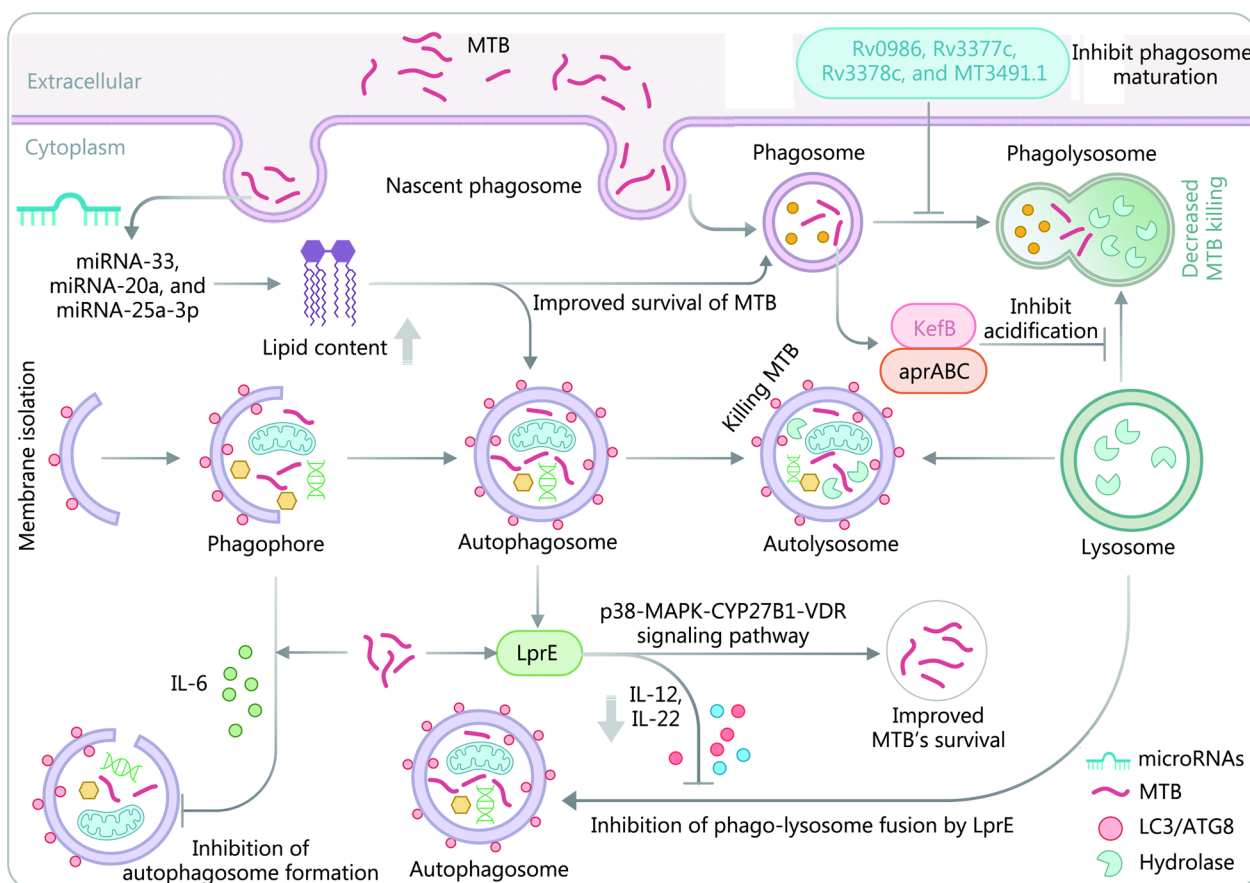 MTB
Rv0986, Rv3377c,
Rv3378c, and MT3491.1
Inhibit phagosome
maturation
Extracellular
Cytoplasm
Nascent phagosome
Phagosome
Phagolysosome
Decreased
MTB killing
miRNA-33,
miRNA-20a, and
miRNA-25a-3p
Lipid content
Improved survival of MTB
KefB
aprABC
Inhibit
acidification
Membrane isolation
Killing MTB
Phagophore
Autophagosome
Autolysosome
Lysosome
p38-MAPK-CYP27B1-VDR
signaling pathway
LprE
IL-6
IL-12,
IL-22
Improved
MTB's survival
Inhibition of
autophagosome formation
Autophagosome
Inhibition of phago-lysosome fusion by LprE
microRNAs
MTB
LC3/ATG8
Hydrolase